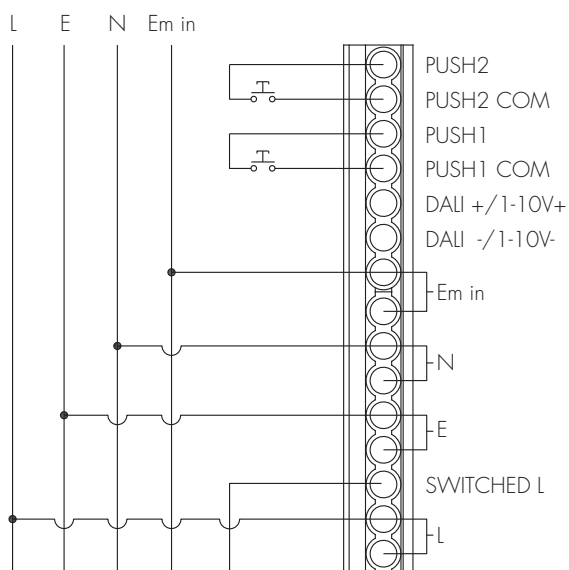 L E N Em in
PUSH2
PUSH2 COM
PUSH1
PUSH1 COM
DALI +/1-10V+
DALI -/1-10V-
Em in
N
E
SWITCHED L
L